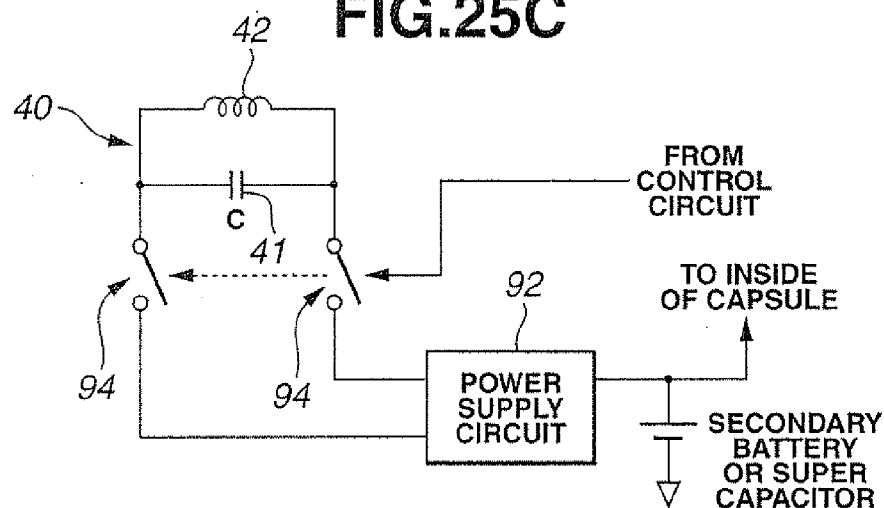 FIG.25C
42
40
FROM
CONTROL
CIRCUIT
C
41
TO INSIDE
OF CAPSULE
92
94
94
POWER
SUPPLY
CIRCUIT
SECONDARY
BATTERY
OR SUPER
CAPACITOR